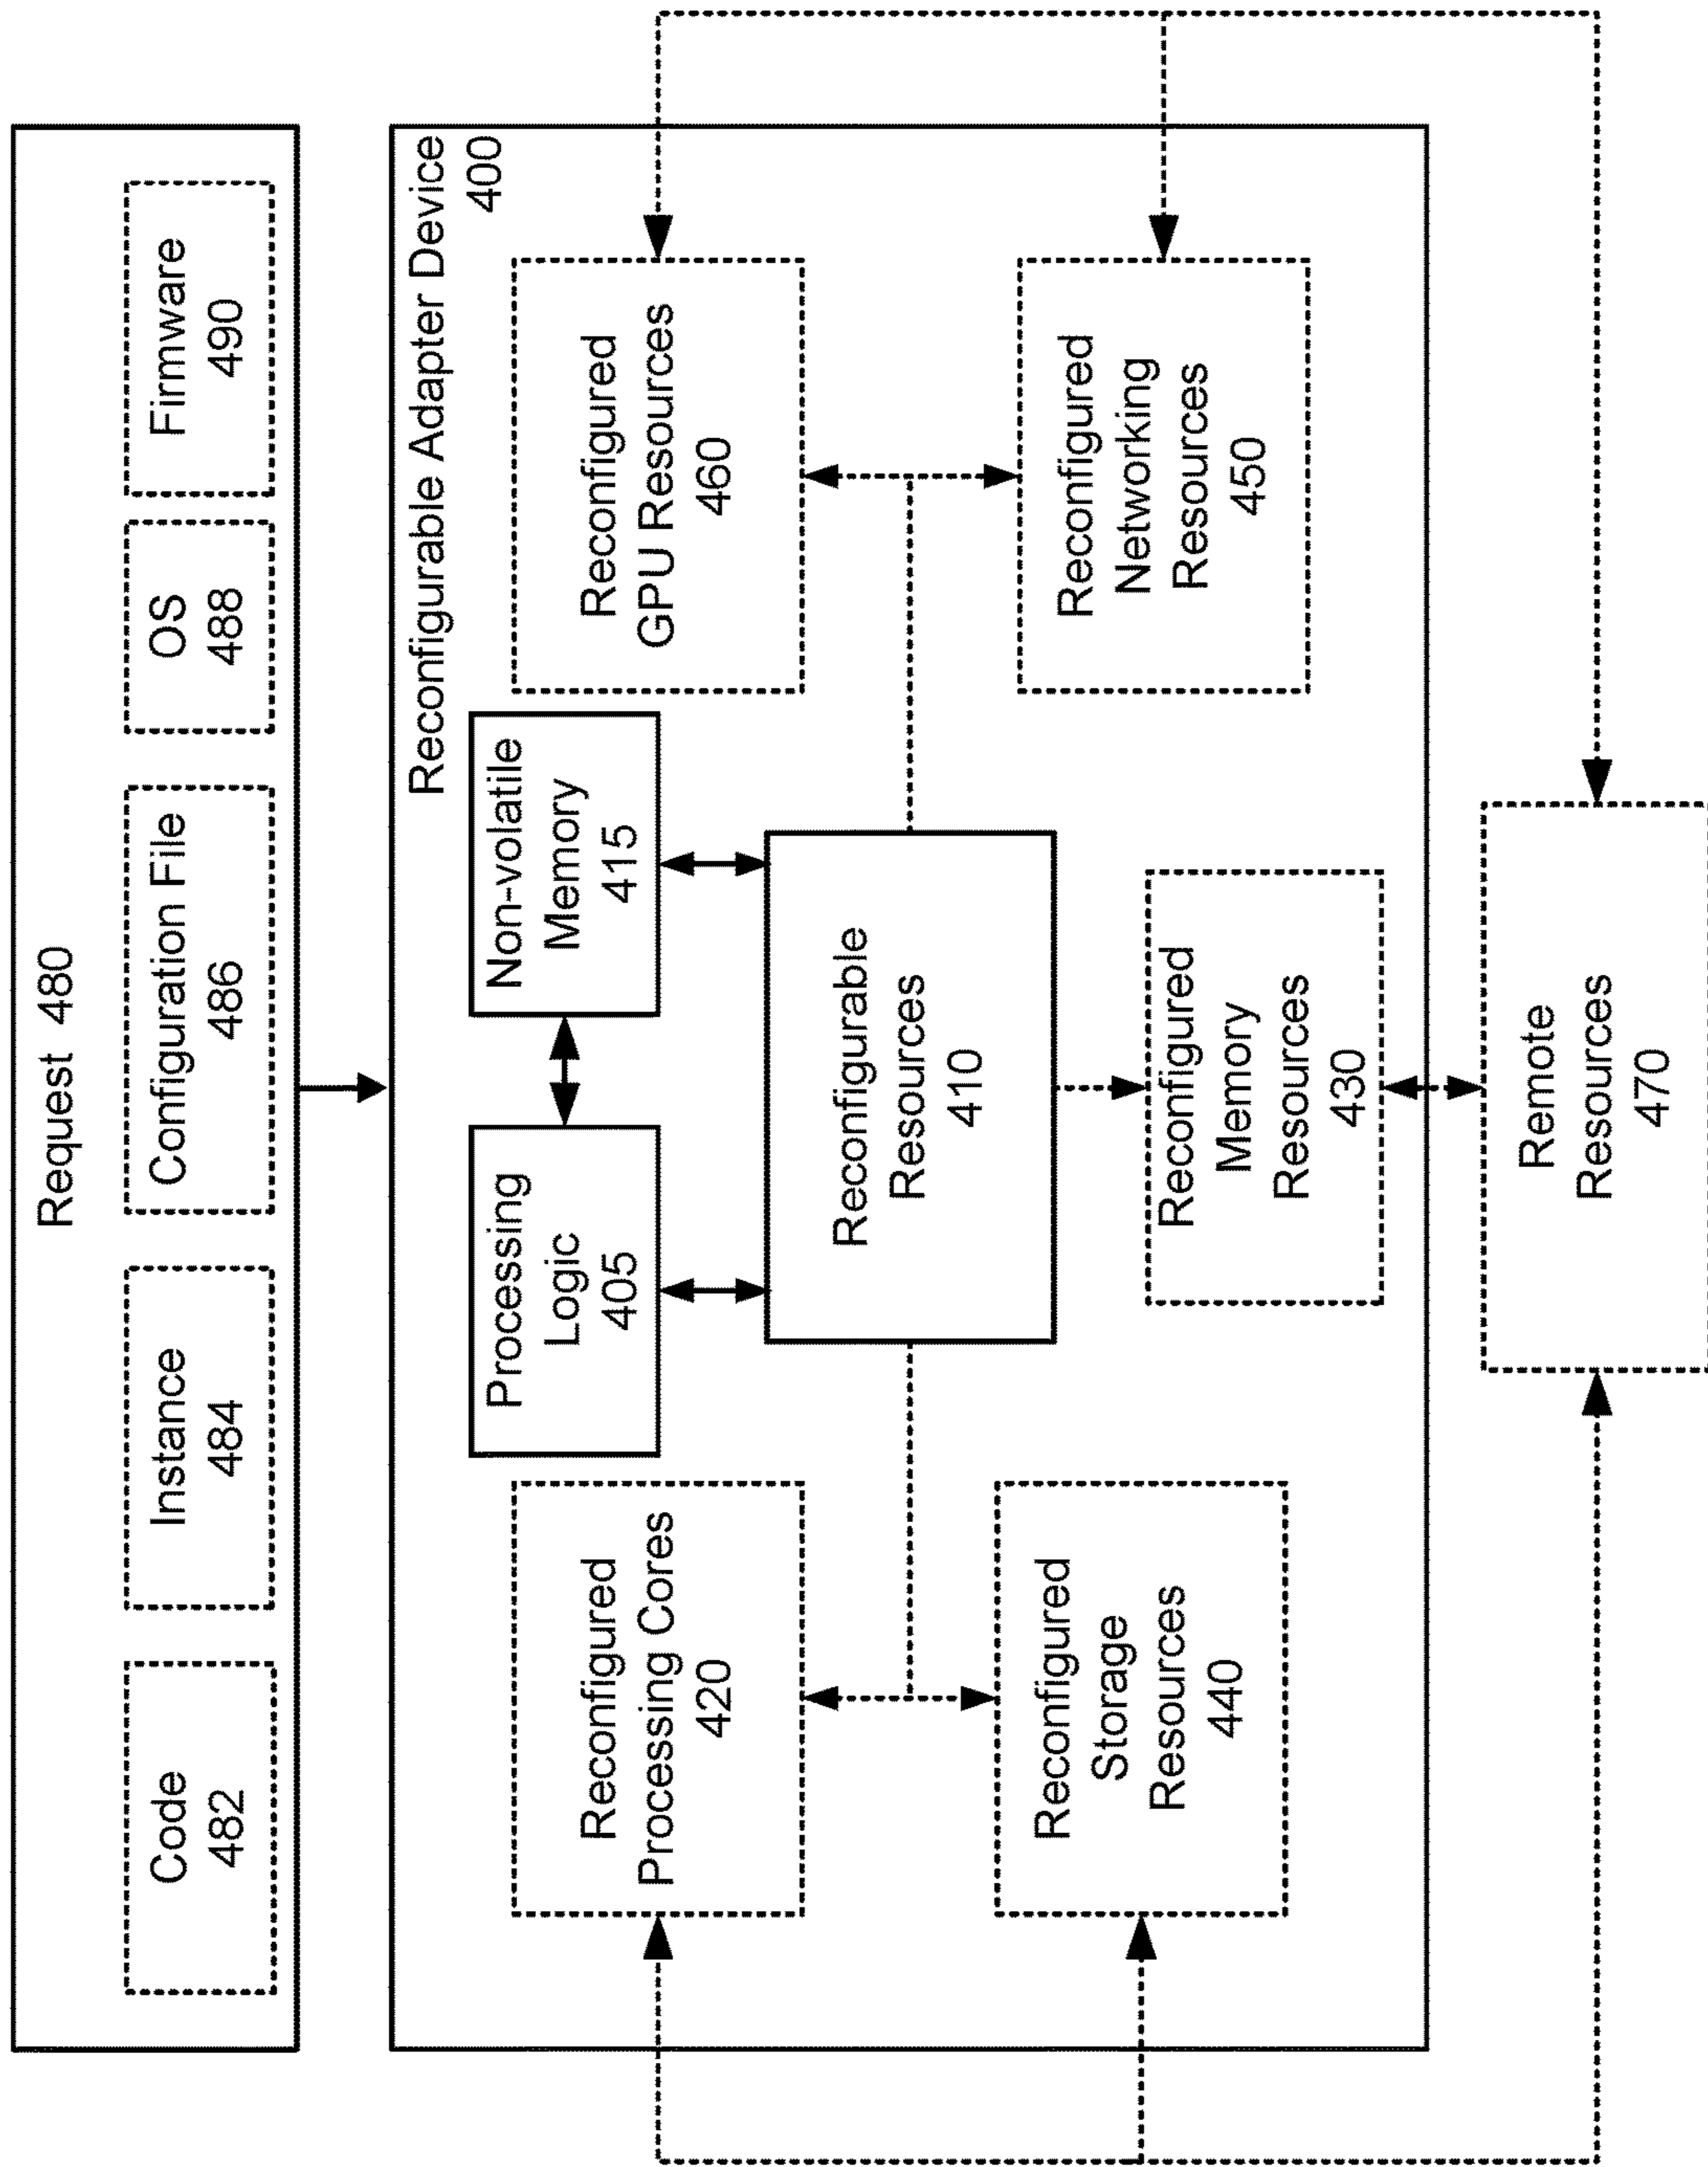 Request 480
Code
482
Instance
484
Configuration File
486
OS
488
Firmware
490
Reconfigurable Adapter Device
400
Processing
Logic
405
Non-volatile
Memory
415
Reconfigured
Processing Cores
420
Reconfigured
GPU Resources
460
Reconfigurable
Resources
410
Reconfigured
Storage
Resources
440
Reconfigured
Memory
Resources
430
Reconfigured
Networking
Resources
450
Remote
Resources
470